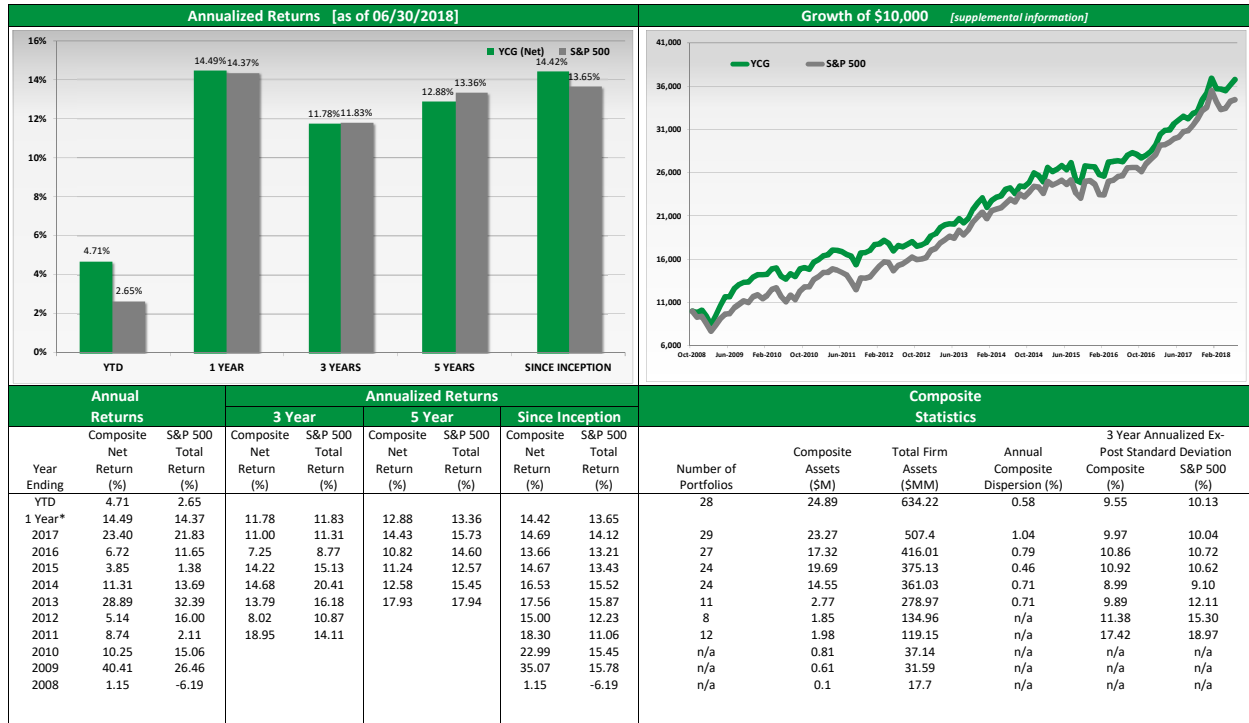 Annualized Returns [as of 06/30/2018]
16%
14%
12%
10%
8%
6%
4%
2%
0%
YCG (Net) S&P 500
4.71%
2.65%
14.49% 14.37%
11.78% 11.83%
12.88%
13.36%
14.42%
13.65%
YTD 1 YEAR 3 YEARS 5 YEARS SINCE INCEPTION
Growth of $10,000 [supplemental information]
41,000
36,000
31,000
26,000
21,000
16,000
11,000
6,000
YCG S&P 500
Oct-2008 Jun-2009 Feb-2010 Oct-2010 Jun-2011 Feb-2012 Oct-2012 Jun-2013 Feb-2014 Oct-2014 Jun-2015 Feb-2016 Oct-2016 Jun-2017 Feb-2018
Annual Annualized Returns Composite
Returns 3 Year 5 Year Since Inception Statistics
Composite S&P 500 Composite S&P 500 Composite S&P 500 Composite S&P 500 3 Year Annualized Ex-
Net Total Net Total Net Total Net Total Composite Total Firm Annual Post Standard Deviation
Year Return Return Return Return Return Return Return Return Number of Assets Assets Composite Composite S&P 500
Ending (%) (%) (%) (%) (%) (%) (%) (%) Portfolios ($M) ($MM) Dispersion (%) (%) (%)
YTD 4.71 2.65 28 24.89 634.22 0.58 9.55 10.13
1 Year* 14.49 14.37 11.78 11.83 12.88 13.36 14.42 13.65
2017 23.40 21.83 11.00 11.31 14.43 15.73 14.69 14.12 29 23.27 507.4 1.04 9.97 10.04
2016 6.72 11.65 7.25 8.77 10.82 14.60 13.66 13.21 27 17.32 416.01 0.79 10.86 10.72
2015 3.85 1.38 14.22 15.13 11.24 12.57 14.67 13.43 24 19.69 375.13 0.46 10.92 10.62
2014 11.31 13.69 14.68 20.41 12.58 15.45 16.53 15.52 24 14.55 361.03 0.71 8.99 9.10
2013 28.89 32.39 13.79 16.18 17.93 17.94 17.56 15.87 11 2.77 278.97 0.71 9.89 12.11
2012 5.14 16.00 8.02 10.87 15.00 12.23 8 1.85 134.96 n/a 11.38 15.30
2011 8.74 2.11 18.95 14.11 18.30 11.06 12 1.98 119.15 n/a 17.42 18.97
2010 10.25 15.06 22.99 15.45 n/a 0.81 37.14 n/a n/a n/a
2009 40.41 26.46 35.07 15.78 n/a 0.61 31.59 n/a n/a n/a
2008 1.15 -6.19 1.15 -6.19 n/a 0.1 17.7 n/a n/a n/a